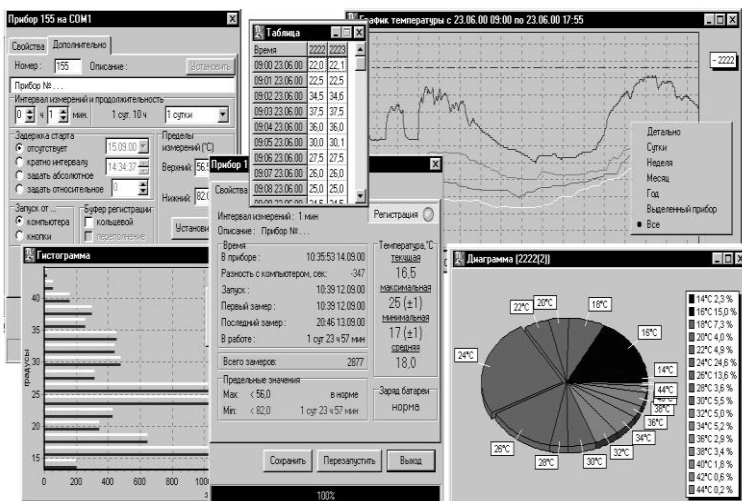 Прибор 155 на COM1
Свойства
Дополнительно
Номер :
155
Описание :
Установить
Прибор № . . .
Интервал измерений и продолжительность
0 ч 1 мин. 1 сут. 10 ч
1 сутки
Задержка старта
отсутствует
15.09.00
кратно интервалу
14:34:37
задать абсолютное
задать относительное
0
Пределы
измерений (°C)
Верхний: 56.5
Нижний: 82.0
Запуск от
компьютера
кнопки
Буфер регистрации
кольцевой
переполнение
Таблица
Время 2222 2223
09:00 23.06.00 22,0 22,1
09:01 23.06.00 22,5 22,5
09:02 23.06.00 34,5 34,6
09:03 23.06.00 37,5 37,5
09:04 23.06.00 36,0 36,0
09:05 23.06.00 30,0 30,1
09:06 23.06.00 27,5 27,5
09:07 23.06.00 26,0 26,0
09:08 23.06.00 25,0 25,0
График температуры с 23.06.00 09:00 по 23.06.00 17:55
- 2222
Детально
Сутки
Неделя
Месяц
Год
Выделенный прибор
Все
Прибор 1
Свойства
Интервал измерений : 1 мин
Описание : Прибор № . . .
Регистрация
Время
В приборе : 10:35:53 14.09.00
Разность с компьютером, сек: -347
Запуск : 10:39 12.09.00
Первый замер : 10:39 12.09.00
Последний замер : 20:46 13.09.00
В работе : 1 сут 23 ч 57 мин
Всего замеров: 2877
Предельные значения
Max: < 56,0 в норме
Min: < 82,0 1 сут 23 ч 57 мин
Температура,°C
текущая
16,5
максимальная
25 (±1)
минимальная
17 (±1)
средняя
18,0
Заряд батареи
норма
Сохранить
Перезапустить
Выход
100%
Гистограмма
градусы
40
35
30
25
20
15
0 200 400 600 800
Диаграмма (2222(2))
22°C
20°C
18°C
16°C
24°C
14°C
44°C
38°C
36°C
34°C
32°C
30°C
28°C
26°C
14°C 2,3 %
16°C 15,0 %
18°C 7,3 %
20°C 4,0 %
22°C 4,9 %
24°C 24,6 %
26°C 13,6 %
28°C 3,6 %
30°C 5,5 %
32°C 5,0 %
34°C 5,2 %
36°C 2,9 %
38°C 3,4 %
40°C 1,8 %
42°C 0,6 %
44°C 0,2 %